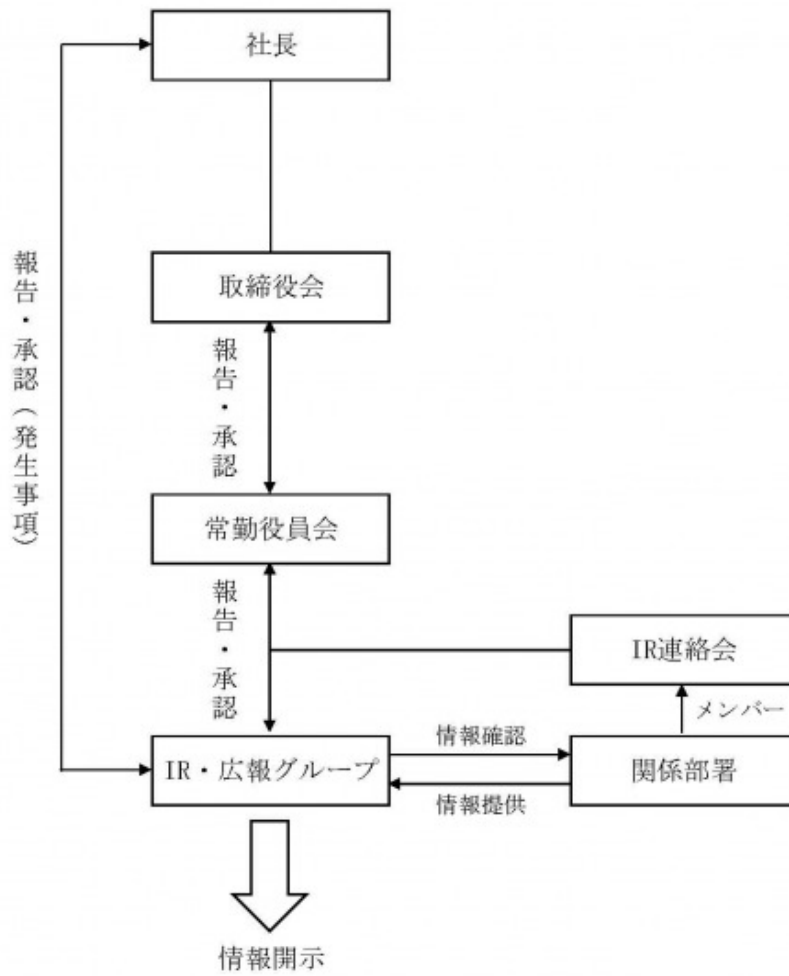 社長
報告・承認（発生事項）
取締役会
報告・承認
常勤役員会
報告・承認
IR連絡会
メンバー
情報確認
IR・広報グループ
関係部署
情報提供
情報開示